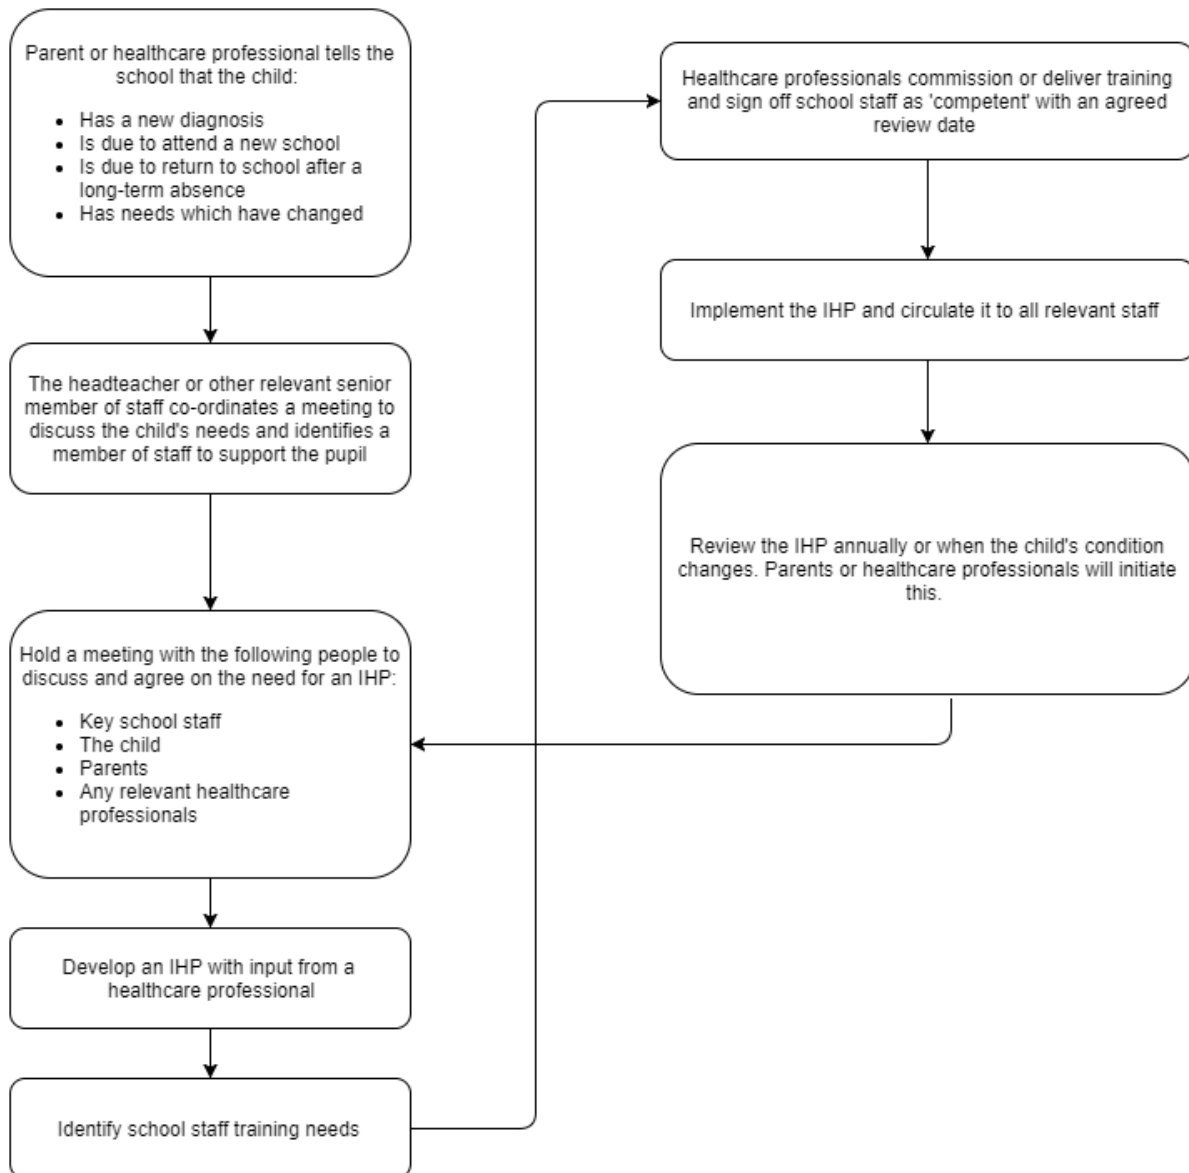 Parent or healthcare professional tells the
school that the child:
• Has a new diagnosis
• Is due to attend a new school
• Is due to return to school after a
long-term absence
• Has needs which have changed
The headteacher or other relevant senior
member of staff co-ordinates a meeting to
discuss the child's needs and identifies a
member of staff to support the pupil
Hold a meeting with the following people to
discuss and agree on the need for an IHP:
• Key school staff
• The child
• Parents
• Any relevant healthcare
professionals
Develop an IHP with input from a
healthcare professional
Identify school staff training needs
Healthcare professionals commission or deliver training
and sign off school staff as 'competent' with an agreed
review date
Implement the IHP and circulate it to all relevant staff
Review the IHP annually or when the child's condition
changes. Parents or healthcare professionals will initiate
this.